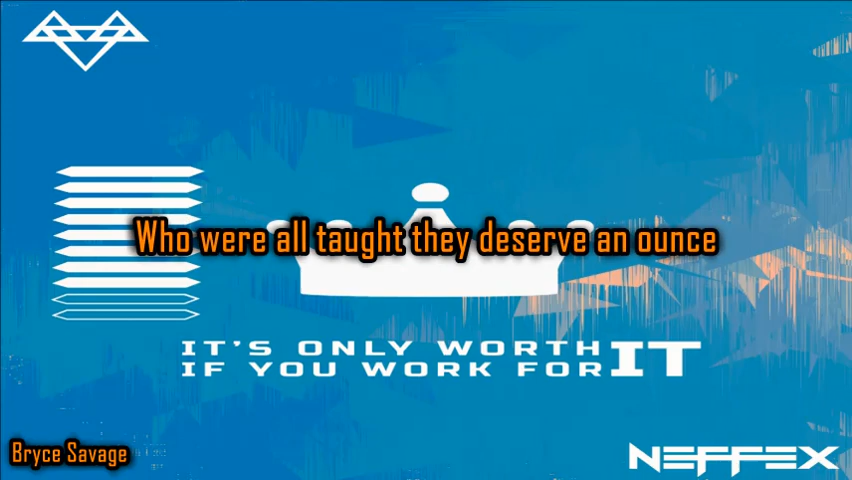 Who were all taught they deserve an ounce
IT'S ONLY WORTH IT
IF YOU WORK FOR
Bryce Savage
NEFFEX